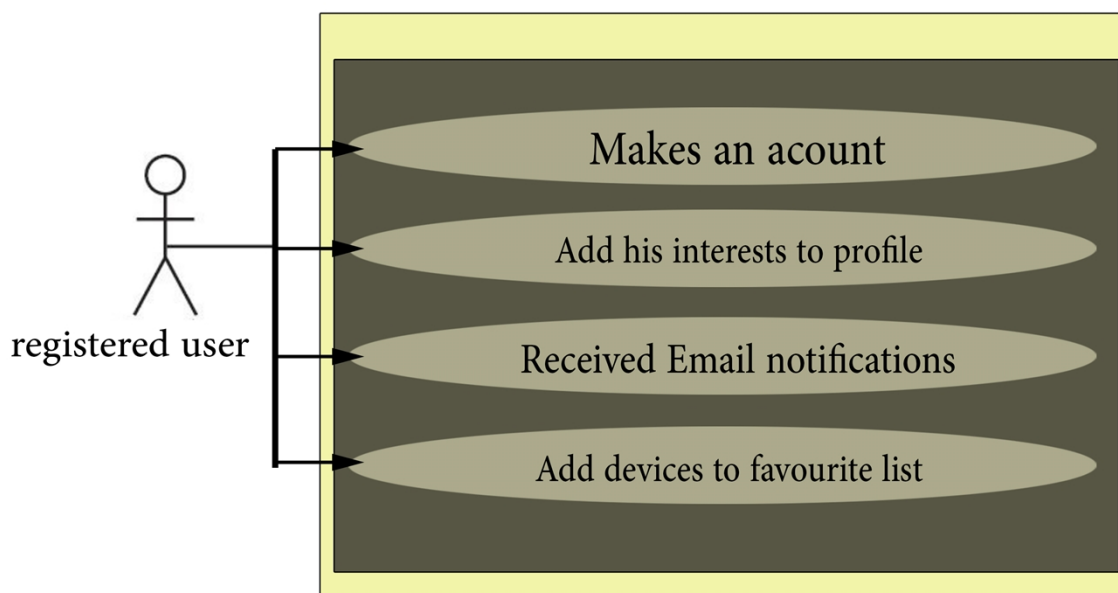 Makes an acount
Add his interests to profile
registered user
Received Email notifications
Add devices to favourite list